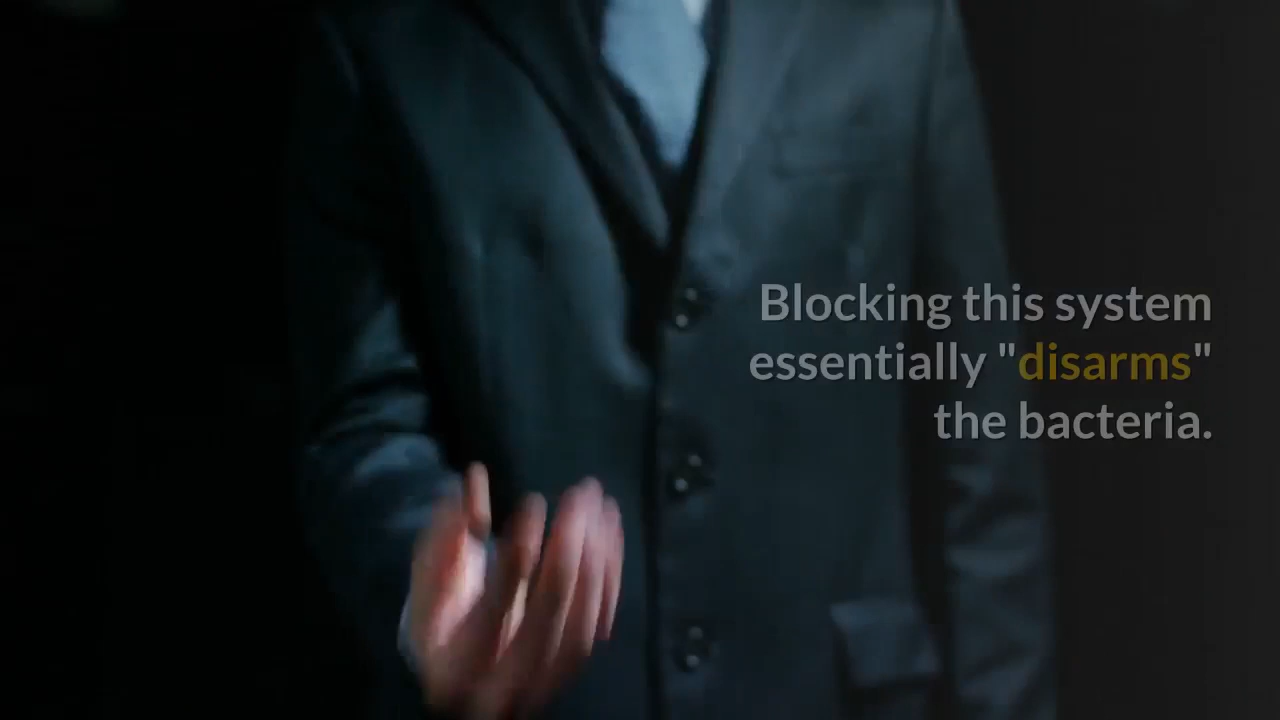 Blocking this system
essentially "disarms"
the bacteria.